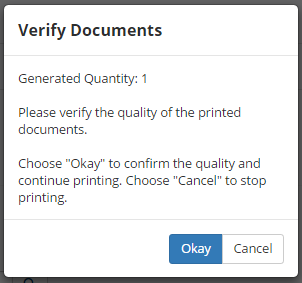 Verify Documents
Generated Quantity: 1
Please verify the quality of the printed
documents.
Choose "Okay" to confirm the quality and
continue printing. Choose "Cancel" to stop
printing.
Okay Cancel